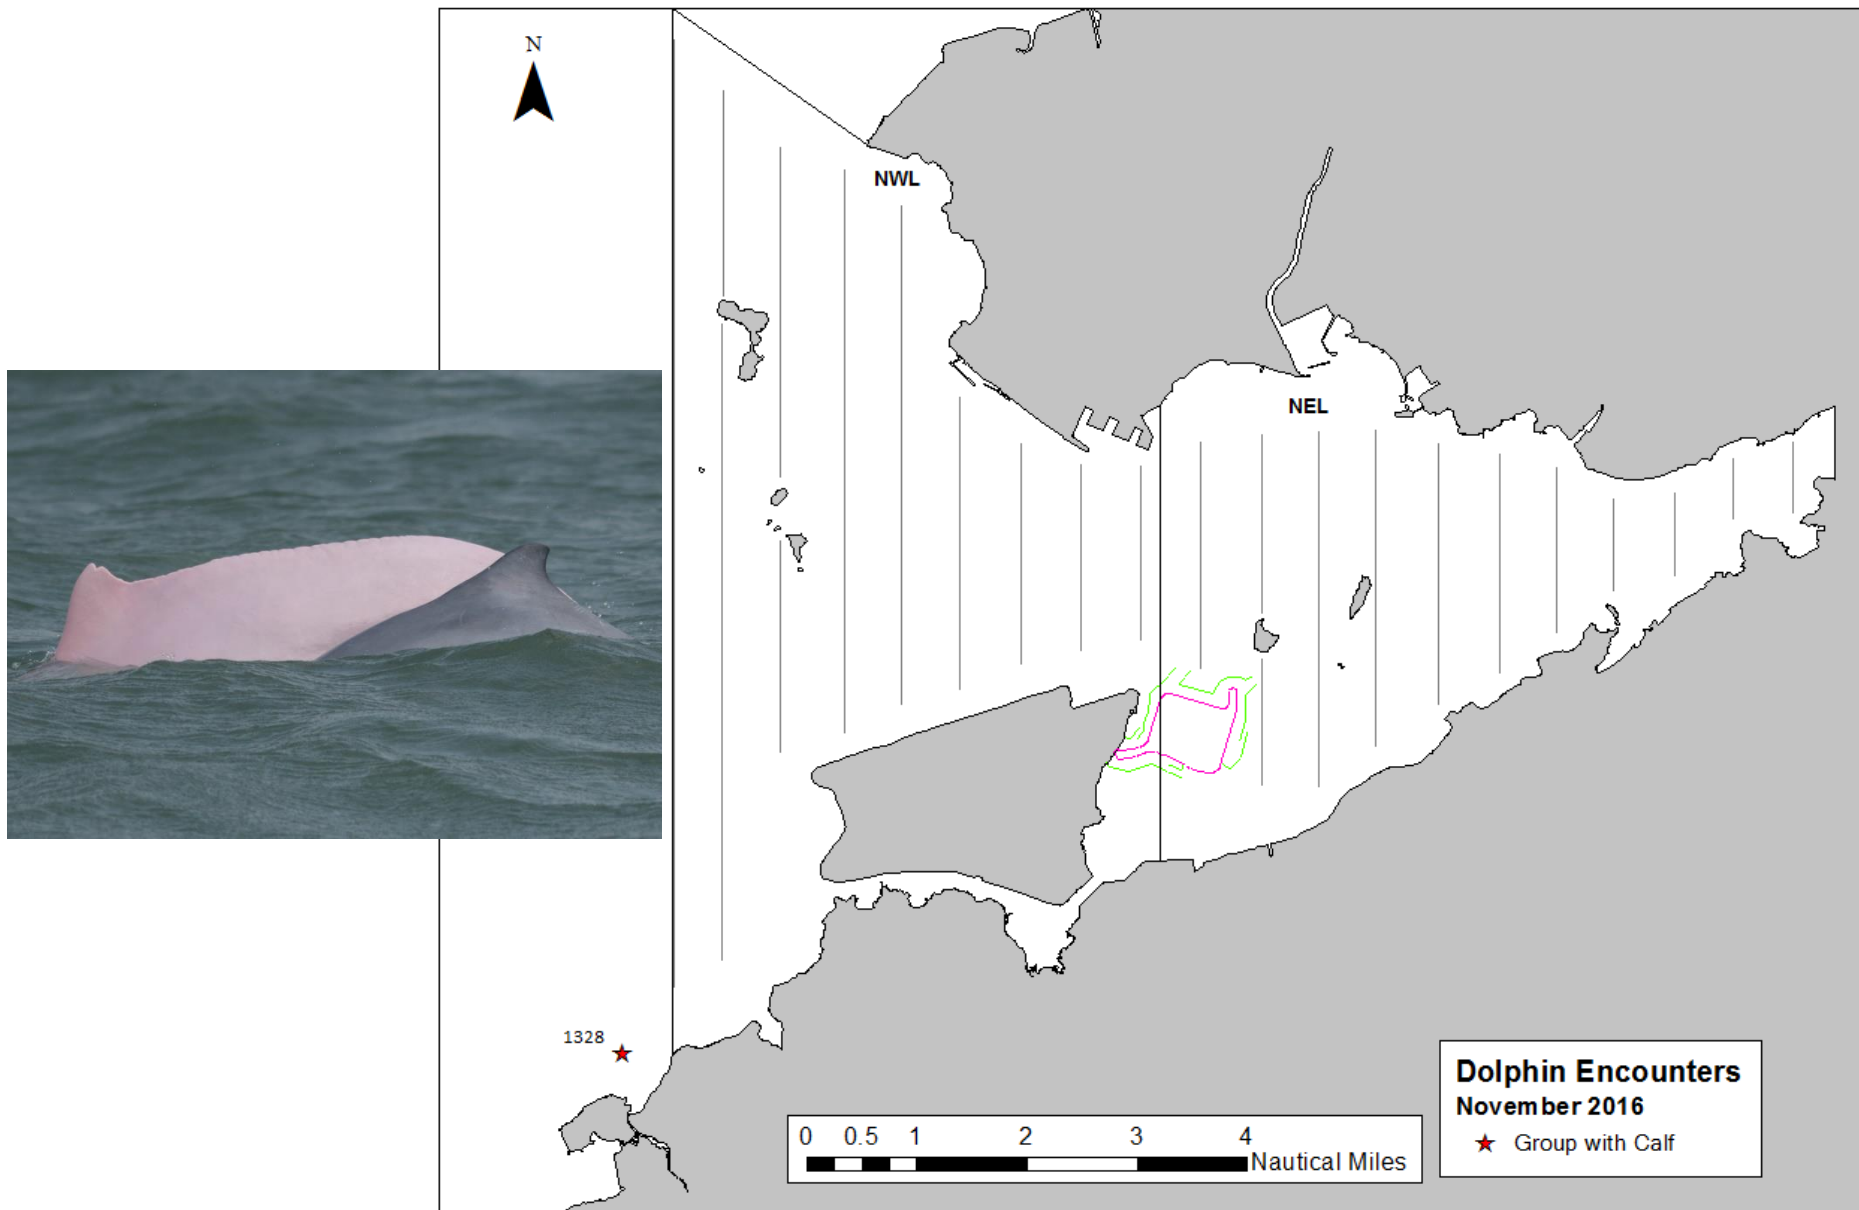 N
NWL
NEL
1328
Dolphin Encounters
November 2016
Group with Calf
0 0.5 1 2 3 4
Nautical Miles